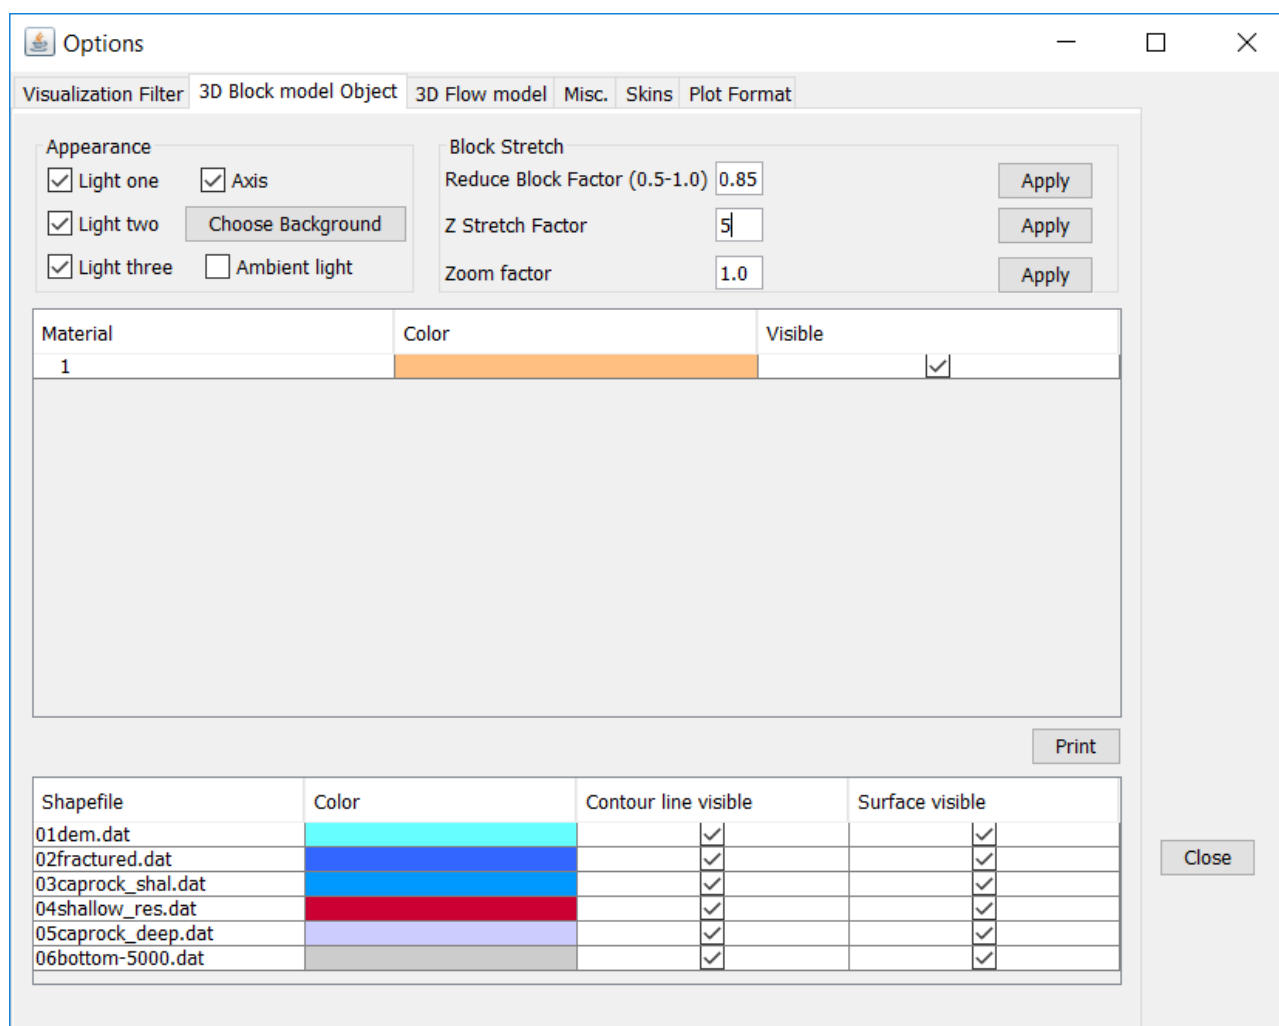 Options
Visualization Filter 3D Block model Object 3D Flow model Misc. Skins Plot Format
Appearance
Light one Axis
Light two Choose Background
Light three Ambient light
Block Stretch
Reduce Block Factor (0.5-1.0) 0.85 Apply
Z Stretch Factor 5 Apply
Zoom factor 1.0 Apply
Material Color Visible
1
Print
Shapefile Color Contour line visible Surface visible
01dem.dat
02fractured.dat
03caprock_shal.dat
04shallow_res.dat
05caprock_deep.dat
06bottom-5000.dat
Close